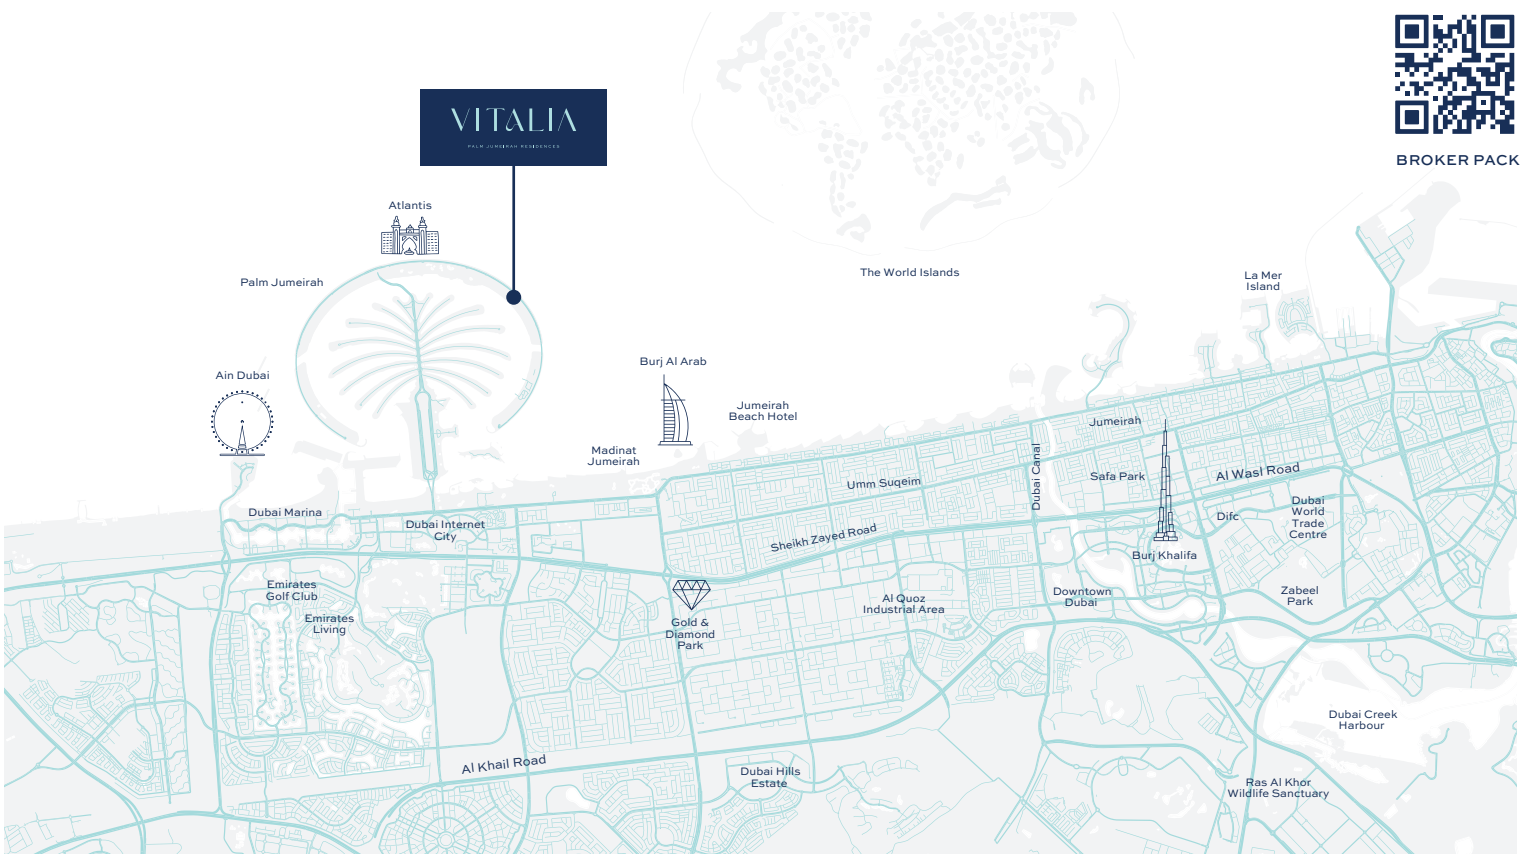 BROKER PACK
VITALIA
PALM JUMEIRAH RESIDENCES
Atlantis
Palm Jumeirah
The World Islands
La Mer
Island
Ain Dubai
Burj Al Arab
Jumeirah
Beach Hotel
Madinat
Jumeirah
Jumeirah
Dubai Canal
Safa Park
Al Wasl Road
Umm Suqeim
Dubai Marina
Dubai Internet
City
Sheikh Zayed Road
Difc
Dubai
World
Trade
Centre
Burj Khalifa
Emirates
Golf Club
Emirates
Living
Gold &
Diamond
Park
Al Quoz
Industrial Area
Downtown
Dubai
Zabeel
Park
Dubai Creek
Harbour
Al Khail Road
Dubai Hills
Estate
Ras Al Khor
Wildlife Sanctuary